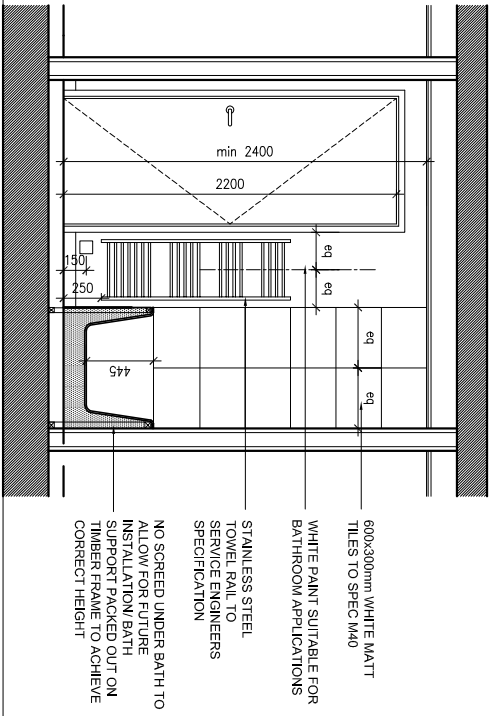 min 2400
2200
eq
eq
150
250
eq
eq
445
600x300mm WHITE MATT
TILES TO SPEC M40
WHITE PAINT SUITABLE FOR
BATHROOM APPLICATIONS
STAINLESS STEEL
TOWEL RAIL TO
SERVICE ENGINEERS
SPECIFICATION
NO SCREED UNDER BATH TO
ALLOW FOR FUTURE
INSTALLATION/ BATH
SUPPORT PACKED OUT ON
TIMBER FRAME TO ACHIEVE
CORRECT HEIGHT